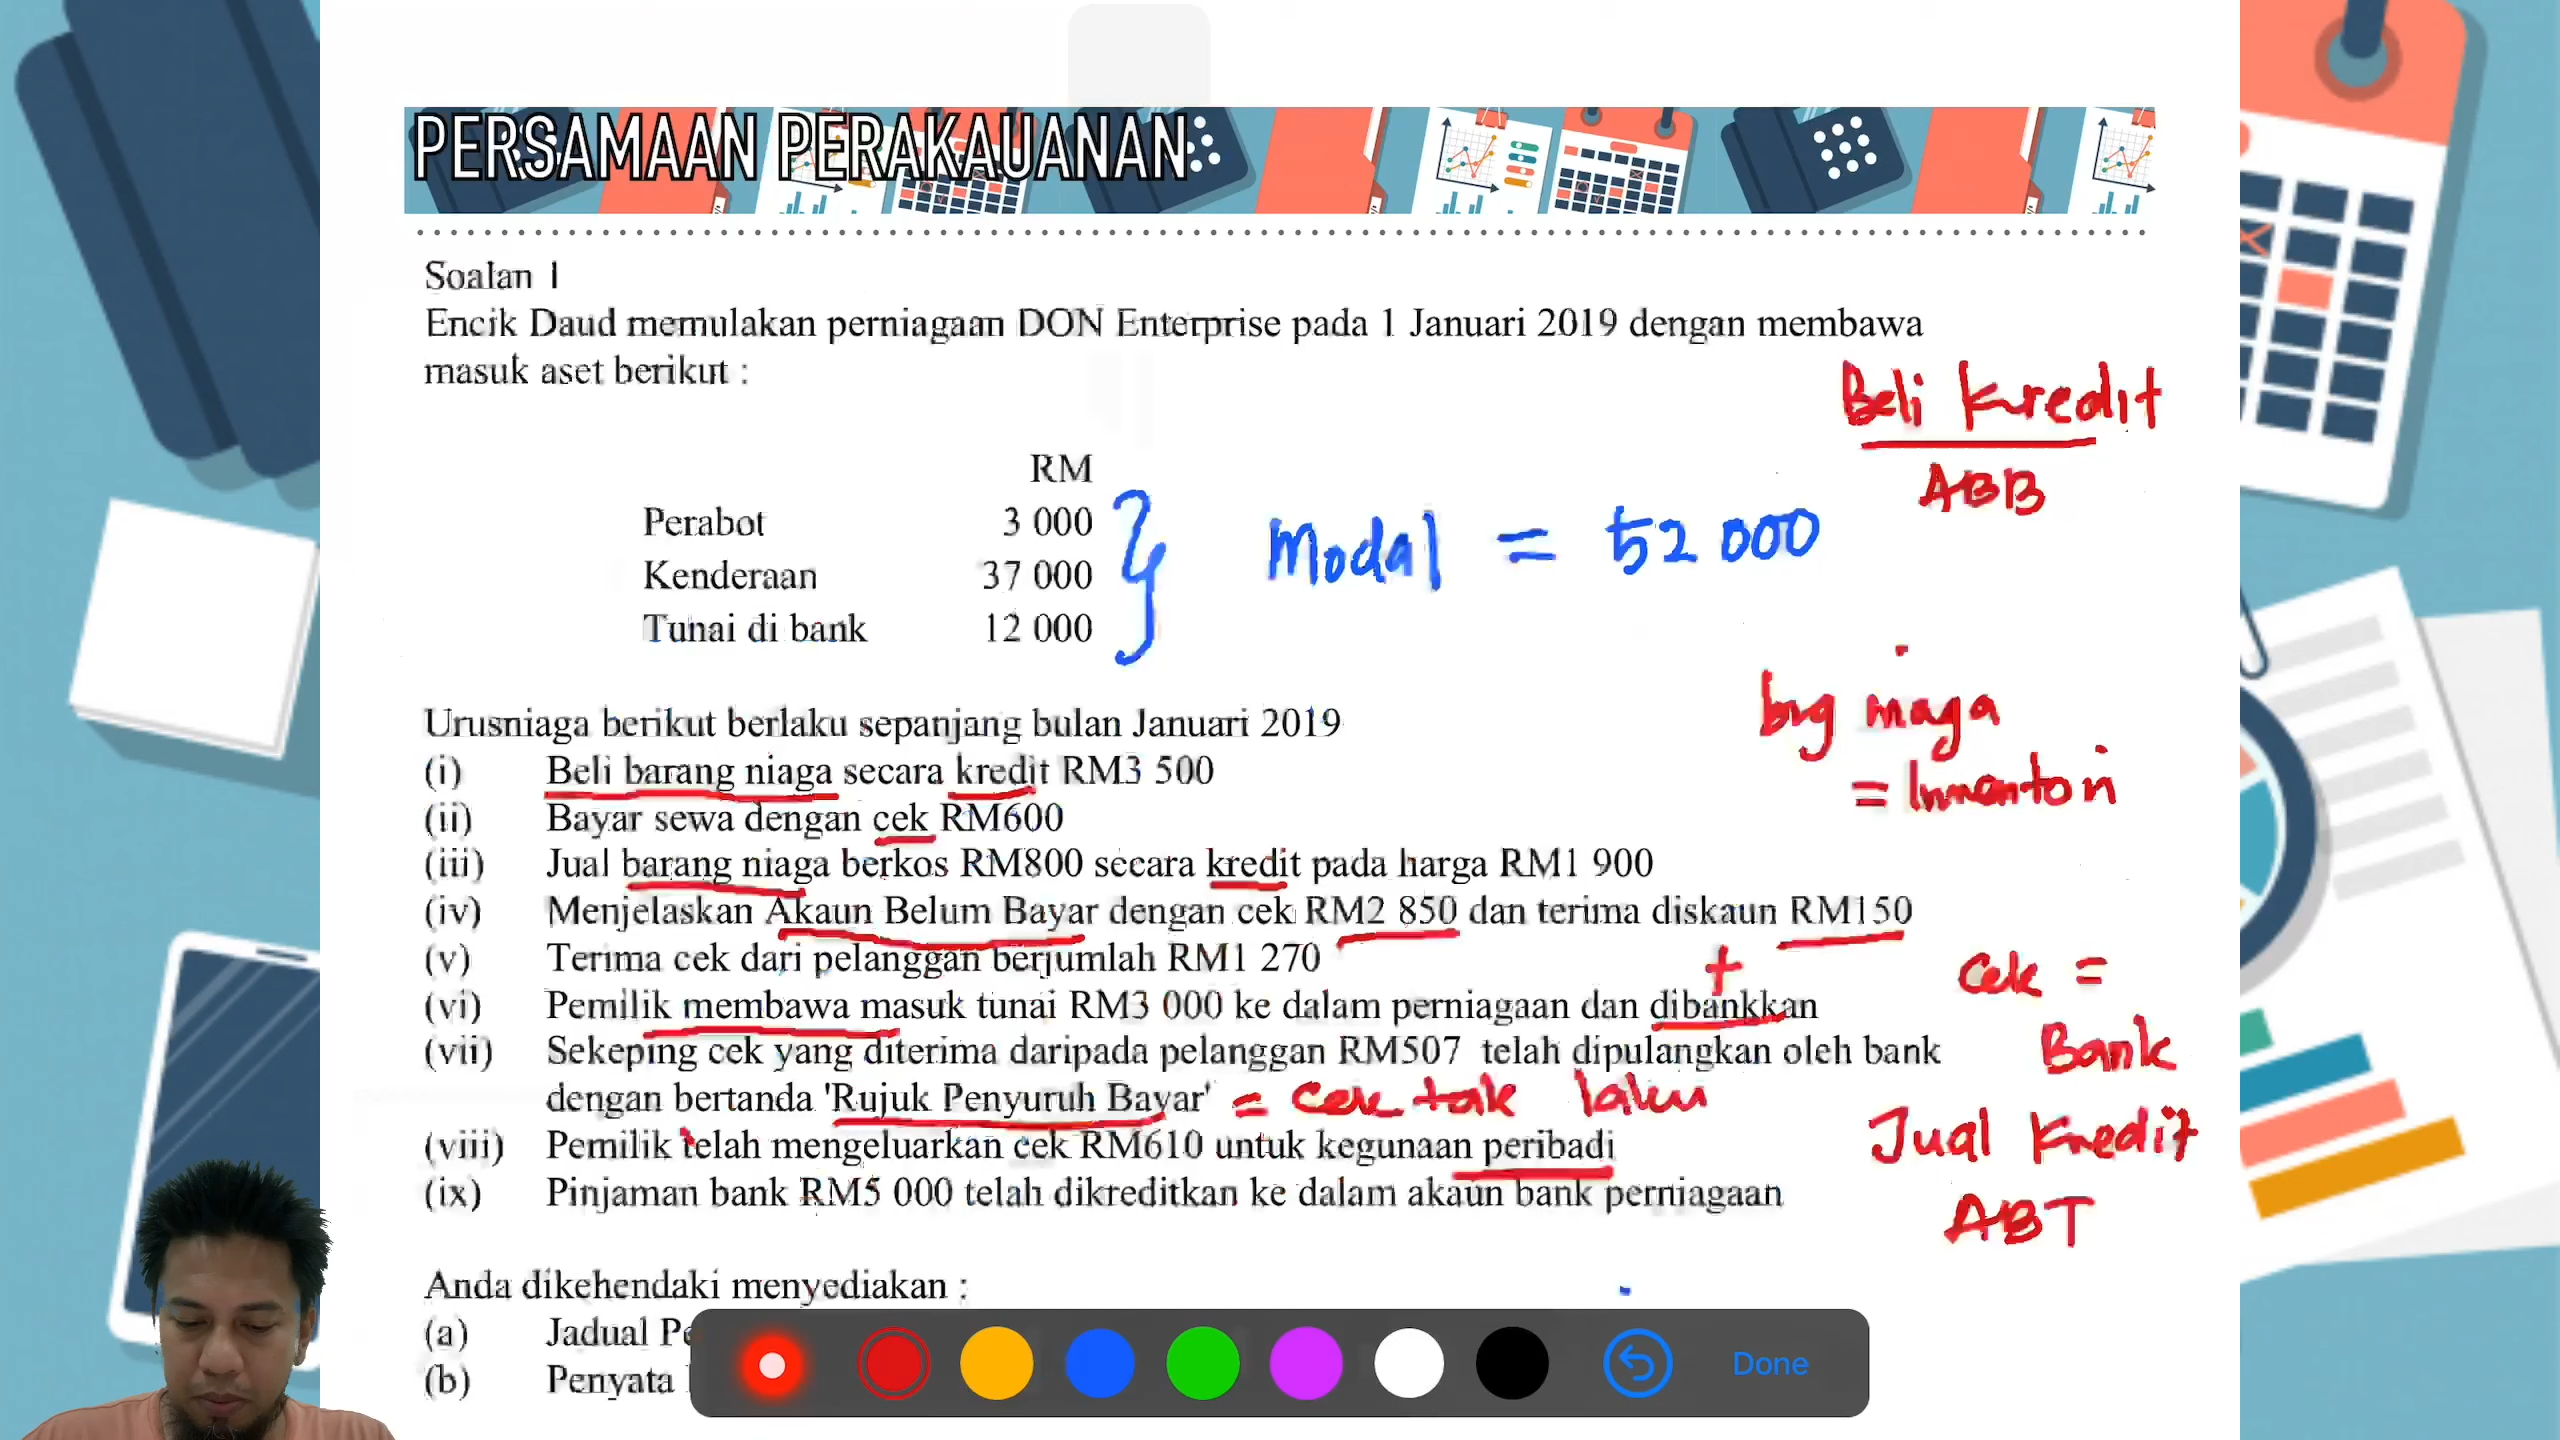 PERSAMAAN PERAKAUANAN
Soalan 1
Encik Daud memulakan perniagaan DON Enterprise pada 1 Januari 2019 dengan membawa
masuk aset berikut :
Beli kredit
ABB
RM
Perabot 3 000
Kenderaan 37 000
Tunai di bank 12 000
Modal = 52 000
brg niaga
= Inventori
Urusniaga berikut berlaku sepanjang bulan Januari 2019
(i) Beli barang niaga secara kredit RM3 500
(ii) Bayar sewa dengan cek RM600
(iii) Jual barang niaga berkos RM800 secara kredit pada harga RM1 900
(iv) Menjelaskan Akaun Belum Bayar dengan cek RM2 850 dan terima diskaun RM150
(v) Terima cek dari pelanggan berjumlah RM1 270
+
cek =
Bank
(vi) Pemilik membawa masuk tunai RM3 000 ke dalam perniagaan dan dibankkan
(vii) Sekeping cek yang diterima daripada pelanggan RM507 telah dipulangkan oleh bank
dengan bertanda 'Rujuk Penyuruh Bayar' = cek tak laku
Jual Kredit
ABT
(viii) Pemilik telah mengeluarkan cek RM610 untuk kegunaan peribadi
(ix) Pinjaman bank RM5 000 telah dikreditkan ke dalam akaun bank perniagaan
Anda dikehendaki menyediakan :
(a) Jadual
(b) Penyata
Done